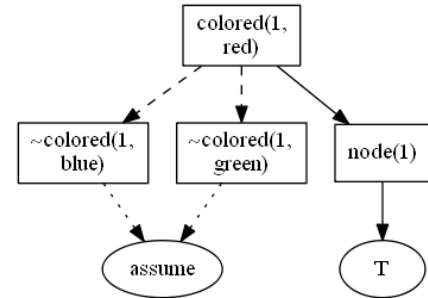 colored(1,
red)
~colored(1,
blue)
~colored(1,
green)
node(1)
assume
T